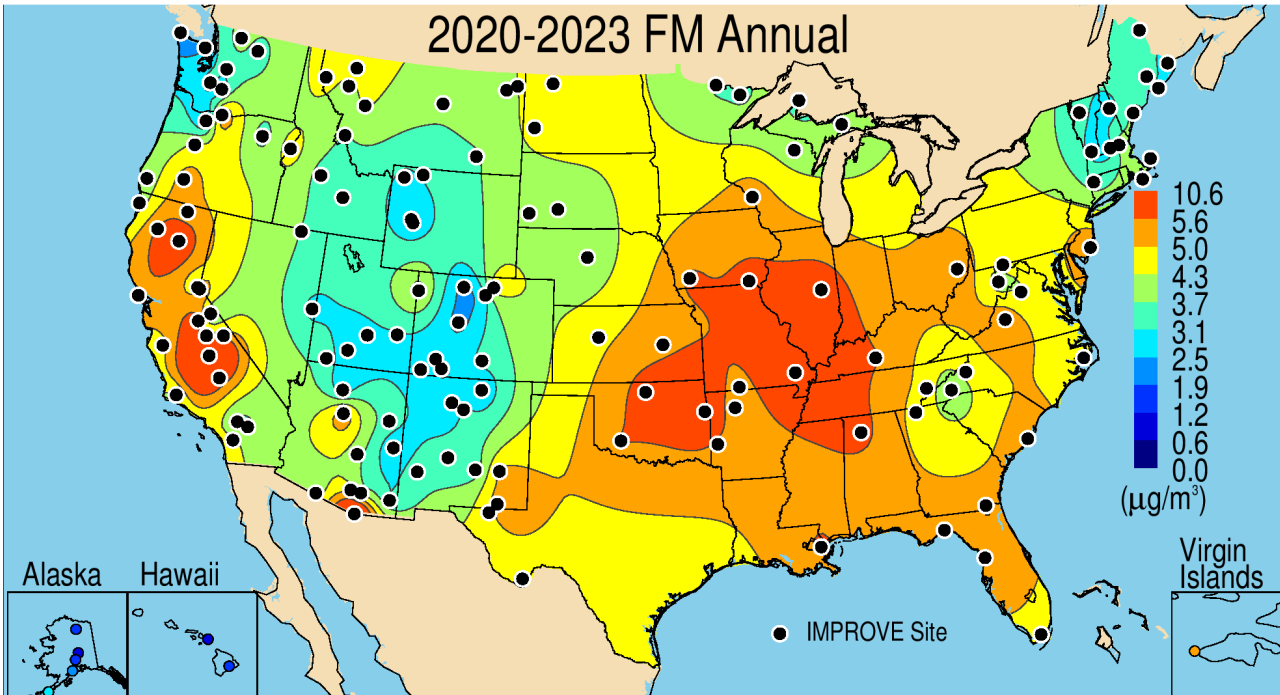 2020-2023 FM Annual
10.6
5.6
5.0
4.3
3.7
3.1
2.5
1.9
1.2
0.6
0.0
(μg/m³)
Alaska
Hawaii
Virgin
Islands
IMPROVE Site